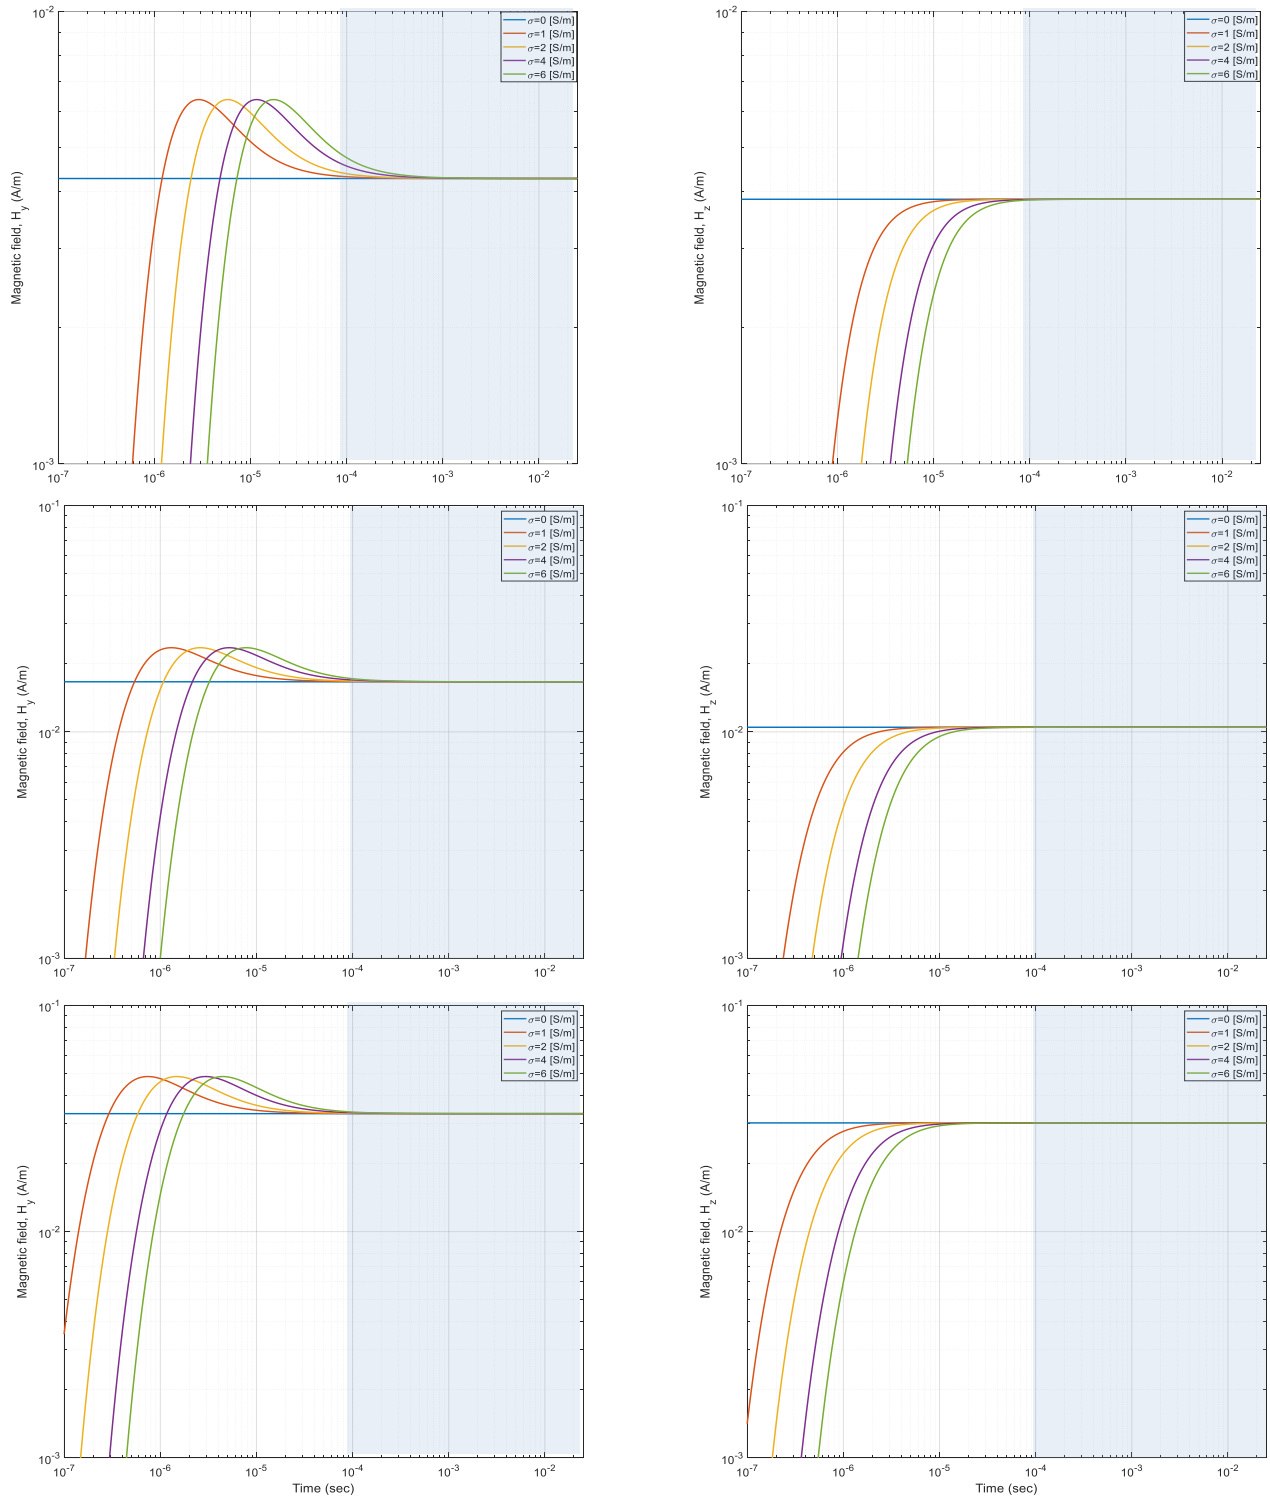 10-2
σ=0 [S/m]
σ=1 [S/m]
σ=2 [S/m]
σ=4 [S/m]
σ=6 [S/m]
Magnetic field, Hy (A/m)
10-3
10-7 10-6 10-5 10-4 10-3 10-2
10-2
σ=0 [S/m]
σ=1 [S/m]
σ=2 [S/m]
σ=4 [S/m]
σ=6 [S/m]
Magnetic field, Hz (A/m)
10-3
10-7 10-6 10-5 10-4 10-3 10-2
10-1
σ=0 [S/m]
σ=1 [S/m]
σ=2 [S/m]
σ=4 [S/m]
σ=6 [S/m]
Magnetic field, Hy (A/m)
10-2
10-3
10-7 10-6 10-5 10-4 10-3 10-2
10-1
σ=0 [S/m]
σ=1 [S/m]
σ=2 [S/m]
σ=4 [S/m]
σ=6 [S/m]
Magnetic field, Hz (A/m)
10-2
10-3
10-7 10-6 10-5 10-4 10-3 10-2
10-1
σ=0 [S/m]
σ=1 [S/m]
σ=2 [S/m]
σ=4 [S/m]
σ=6 [S/m]
Magnetic field, Hy (A/m)
10-2
10-3
10-7 10-6 10-5 10-4 10-3 10-2
Time (sec)
10-1
σ=0 [S/m]
σ=1 [S/m]
σ=2 [S/m]
σ=4 [S/m]
σ=6 [S/m]
Magnetic field, Hz (A/m)
10-2
10-3
10-7 10-6 10-5 10-4 10-3 10-2
Time (sec)